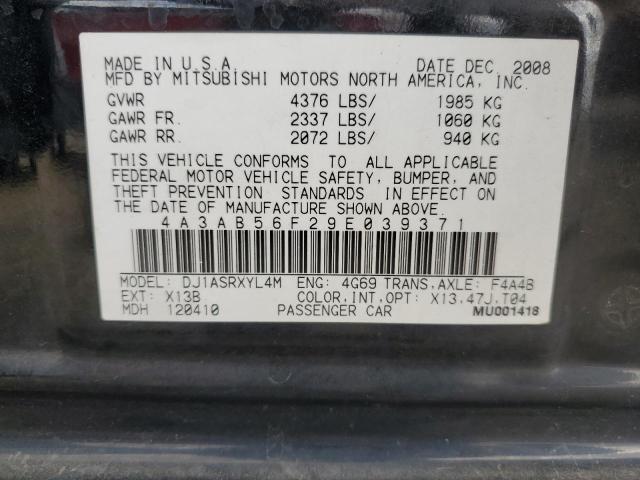 MADE IN U.S.A. DATE DEC. 2008
MFD BY MITSUBISHI MOTORS NORTH AMERICA, INC.
GVWR 4376 LBS/ 1985 KG
GAWR FR. 2337 LBS/ 1060 KG
GAWR RR. 2072 LBS/ 940 KG
THIS VEHICLE CONFORMS TO ALL APPLICABLE
FEDERAL MOTOR VEHICLE SAFETY, BUMPER, AND
THEFT PREVENTION STANDARDS IN EFFECT ON
THE DATE OF MANUFACTURE SHOWN ABOVE.
4A3AB56F29E039371
MODEL: DJ1ASRXYL4M ENG: 4G69 TRANS,AXLE: F4A4B
EXT: X13B COLOR,INT,OPT: X13,47J,T04
MDH 120410 PASSENGER CAR MU001418